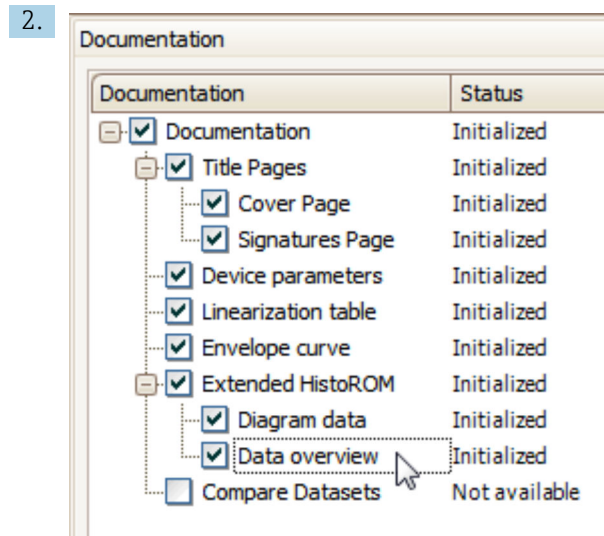 2.
Documentation
Documentation Status
Documentation Initialized
Title Pages Initialized
Cover Page Initialized
Signatures Page Initialized
Device parameters Initialized
Linearization table Initialized
Envelope curve Initialized
Extended HistoROM Initialized
Diagram data Initialized
Data overview Initialized
Compare Datasets Not available